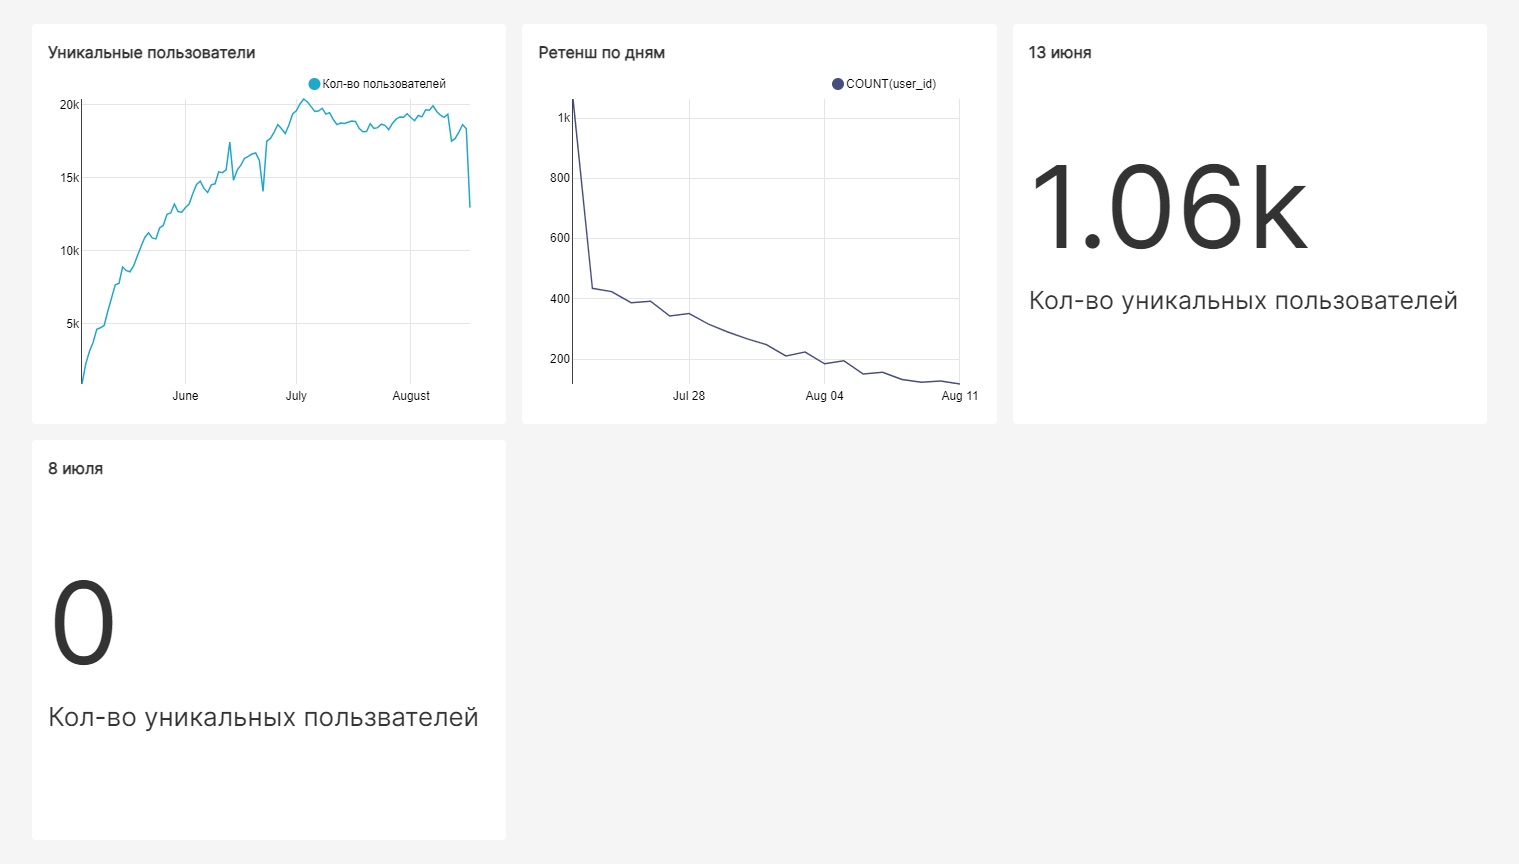 Уникальные пользователи
Кол-во пользователей
20k
15k
10k
5k
June
July
August
Ретенш по дням
COUNT(user_id)
1k
800
600
400
200
Jul 28
Aug 04
Aug 11
13 июня
1.06k
Кол-во уникальных пользователей
8 июля
0
Кол-во уникальныхользвателей